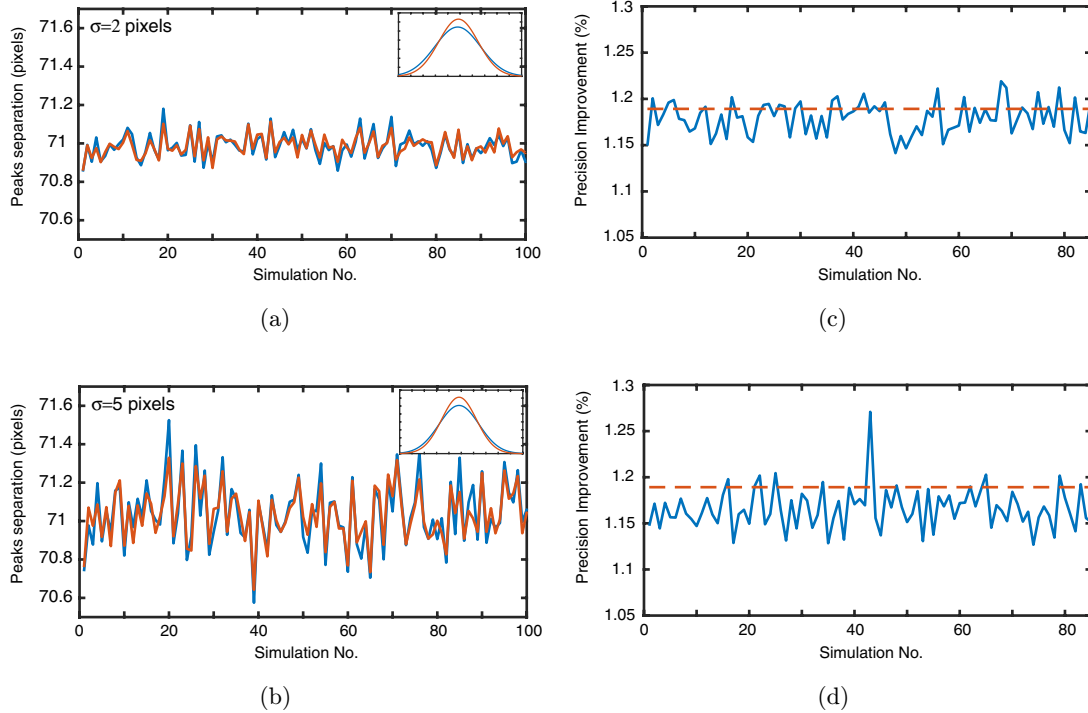 σ=2 pixels
Peaks separation (pixels)
71.6
71.4
71.2
71
70.8
70.6
0 20 40 60 80 100
Simulation No.
(a)
Precision Improvement (%)
1.3
1.25
1.2
1.15
1.1
1.05
0 10 20 30 40 50 60 70 80
Simulation No.
(c)
σ=5 pixels
Peaks separation (pixels)
71.6
71.4
71.2
71
70.8
70.6
0 20 40 60 80 100
Simulation No.
(b)
Precision Improvement (%)
1.3
1.25
1.2
1.15
1.1
1.05
0 20 40 60 80
Simulation No.
(d)